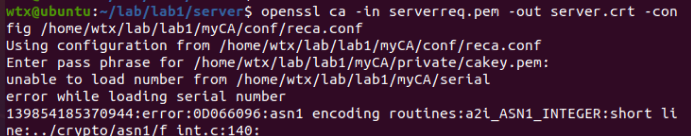 wtx@ubuntu:~/lab/lab1/server$ openssl ca -in serverreq.pem -out server.crt -con
fig /home/wtx/lab/lab1/myCA/conf/reca.conf
Using configuration from /home/wtx/lab/lab1/myCA/conf/reca.conf
Enter pass phrase for /home/wtx/lab/lab1/myCA/private/cakey.pem:
unable to load number from /home/wtx/lab/lab1/myCA/serial
error while loading serial number
139854185370944:error:0D066096:asn1 encoding routines:a2i_ASN1_INTEGER:short li
ne:../crypto/asn1/f_int.c:140: